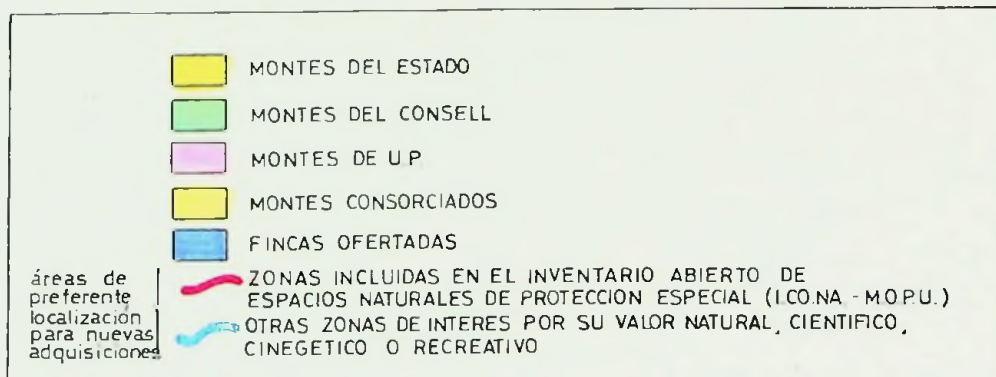 MONTES DEL ESTADO
MONTES DEL CONSELL
MONTES DE U.P.
MONTES CONSORCIADOS
FINCAS OFERTADAS
áreas de
preferente
localización
para nuevas
adquisiciones
ZONAS INCLUIDAS EN EL INVENTARIO ABIERTO DE
ESPACIOS NATURALES DE PROTECCION ESPECIAL (I.CO.NA - M.O.P.U.)
OTRAS ZONAS DE INTERES POR SU VALOR NATURAL, CIENTIFICO,
CINEGETICO O RECREATIVO